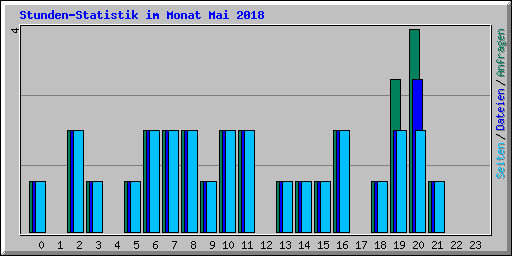 Stunden-Statistik im Monat Mai 2018
4
Seiten / Dateien / Anfragen
0 1 2 3 4 5 6 7 8 9 10 11 12 13 14 15 16 17 18 19 20 21 22 23